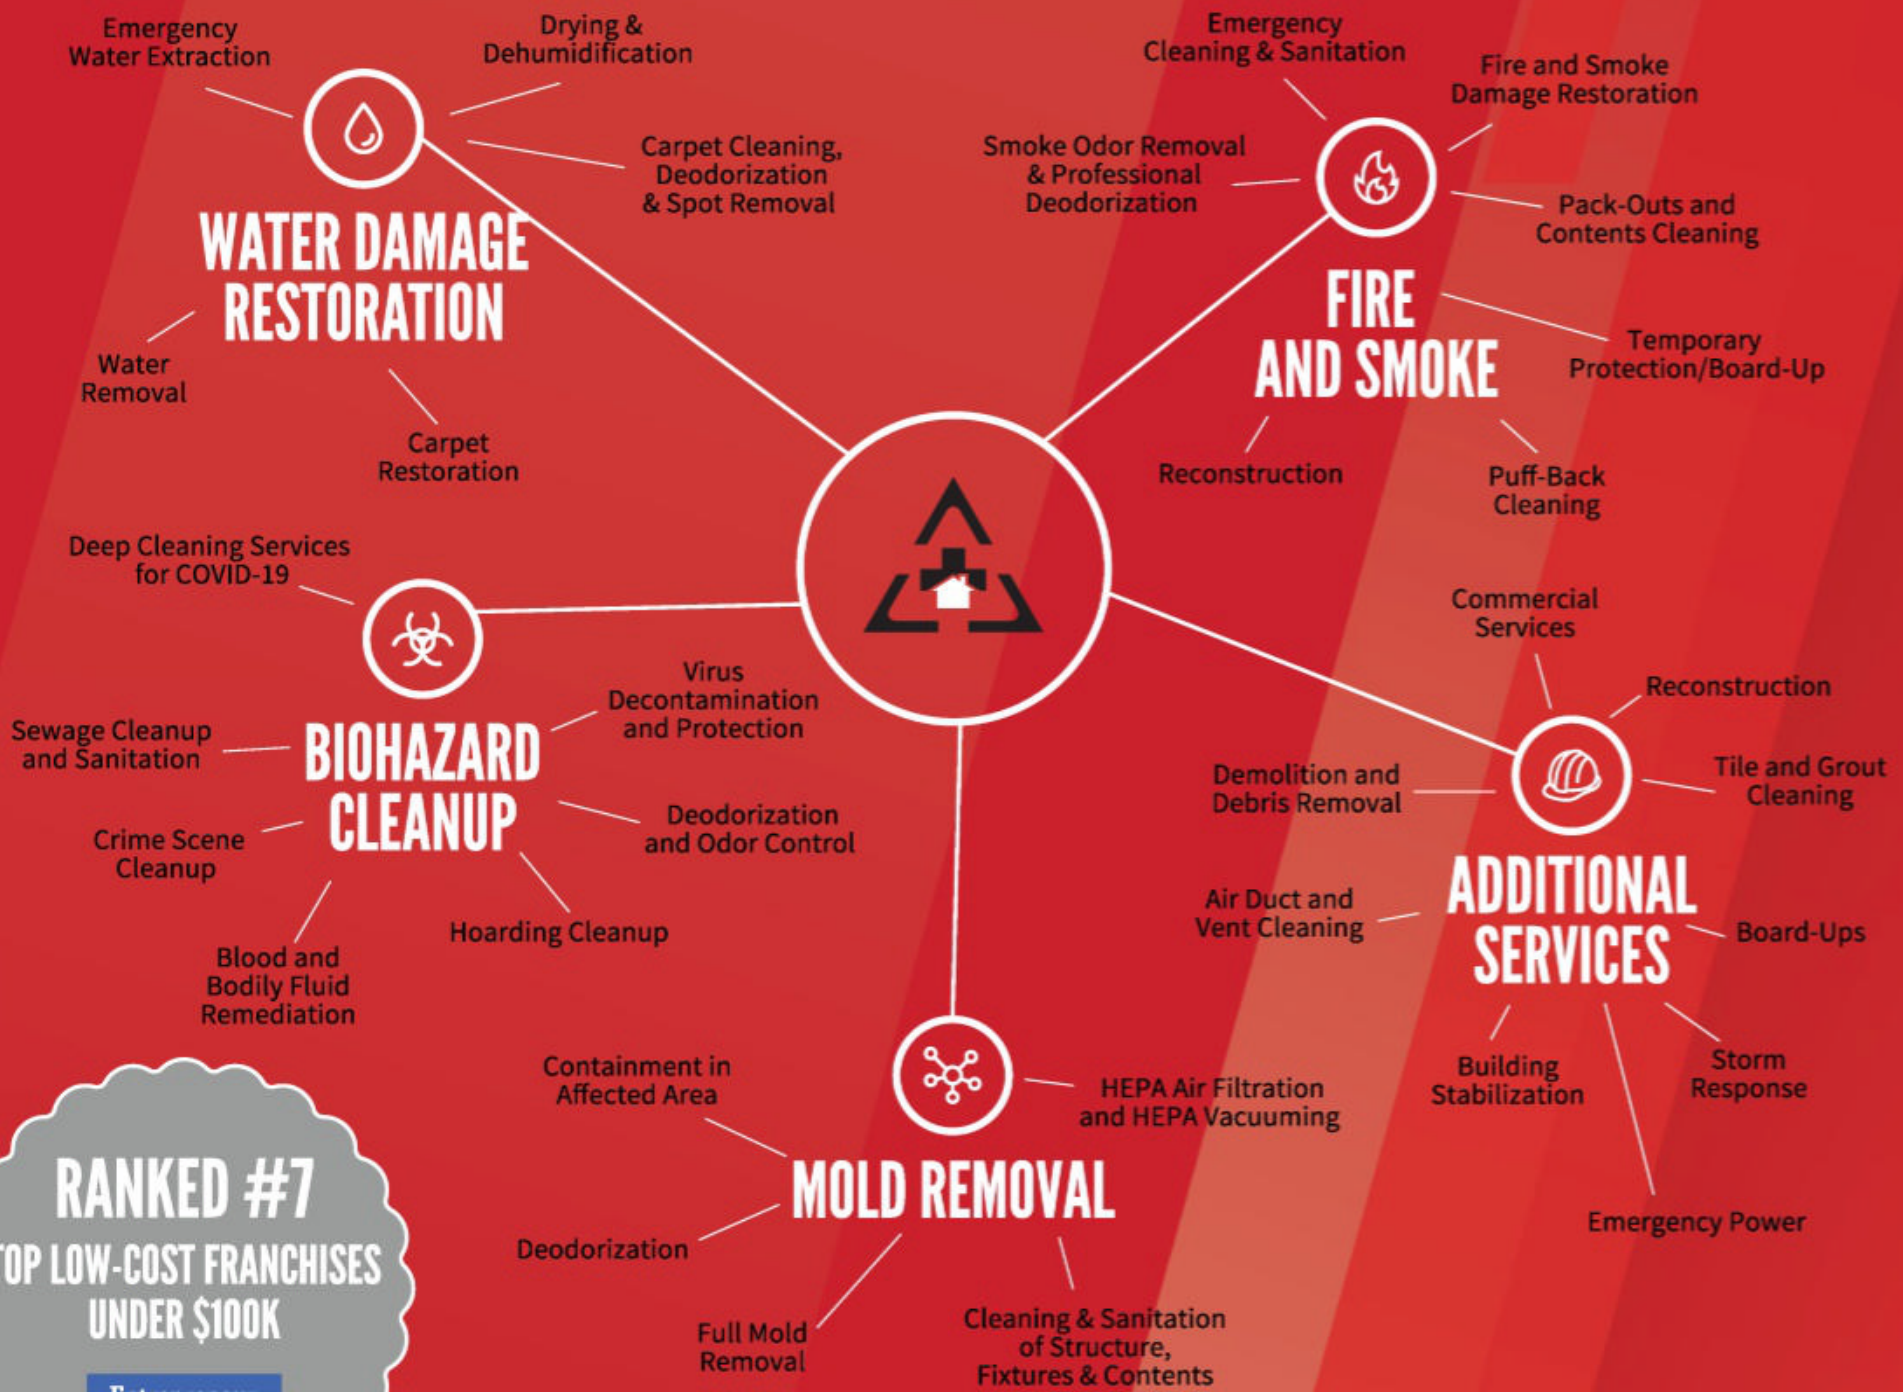 Emergency
Water Extraction
Drying &
Dehumidification
Carpet Cleaning,
Deodorization
& Spot Removal
WATER DAMAGE
RESTORATION
Water
Removal
Carpet
Restoration
Emergency
Cleaning & Sanitation
Fire and Smoke
Damage Restoration
Smoke Odor Removal
& Professional
Deodorization
Pack-Outs and
Contents Cleaning
FIRE
AND SMOKE
Temporary
Protection/Board-Up
Reconstruction
Puff-Back
Cleaning
Deep Cleaning Services
for COVID-19
Virus
Decontamination
and Protection
Sewage Cleanup
and Sanitation
BIOHAZARD
CLEANUP
Deodorization
and Odor Control
Crime Scene
Cleanup
Hoarding Cleanup
Blood and
Bodily Fluid
Remediation
Commercial
Services
Reconstruction
Demolition and
Debris Removal
Tile and Grout
Cleaning
Air Duct and
Vent Cleaning
ADDITIONAL
SERVICES
Board-Ups
Building
Stabilization
Storm
Response
Emergency Power
Containment in
Affected Area
HEPA Air Filtration
and HEPA Vacuuming
MOLD REMOVAL
Deodorization
Full Mold
Removal
Cleaning & Sanitation
of Structure,
Fixtures & Contents
RANKED #7
TOP LOW-COST FRANCHISES
UNDER $100K